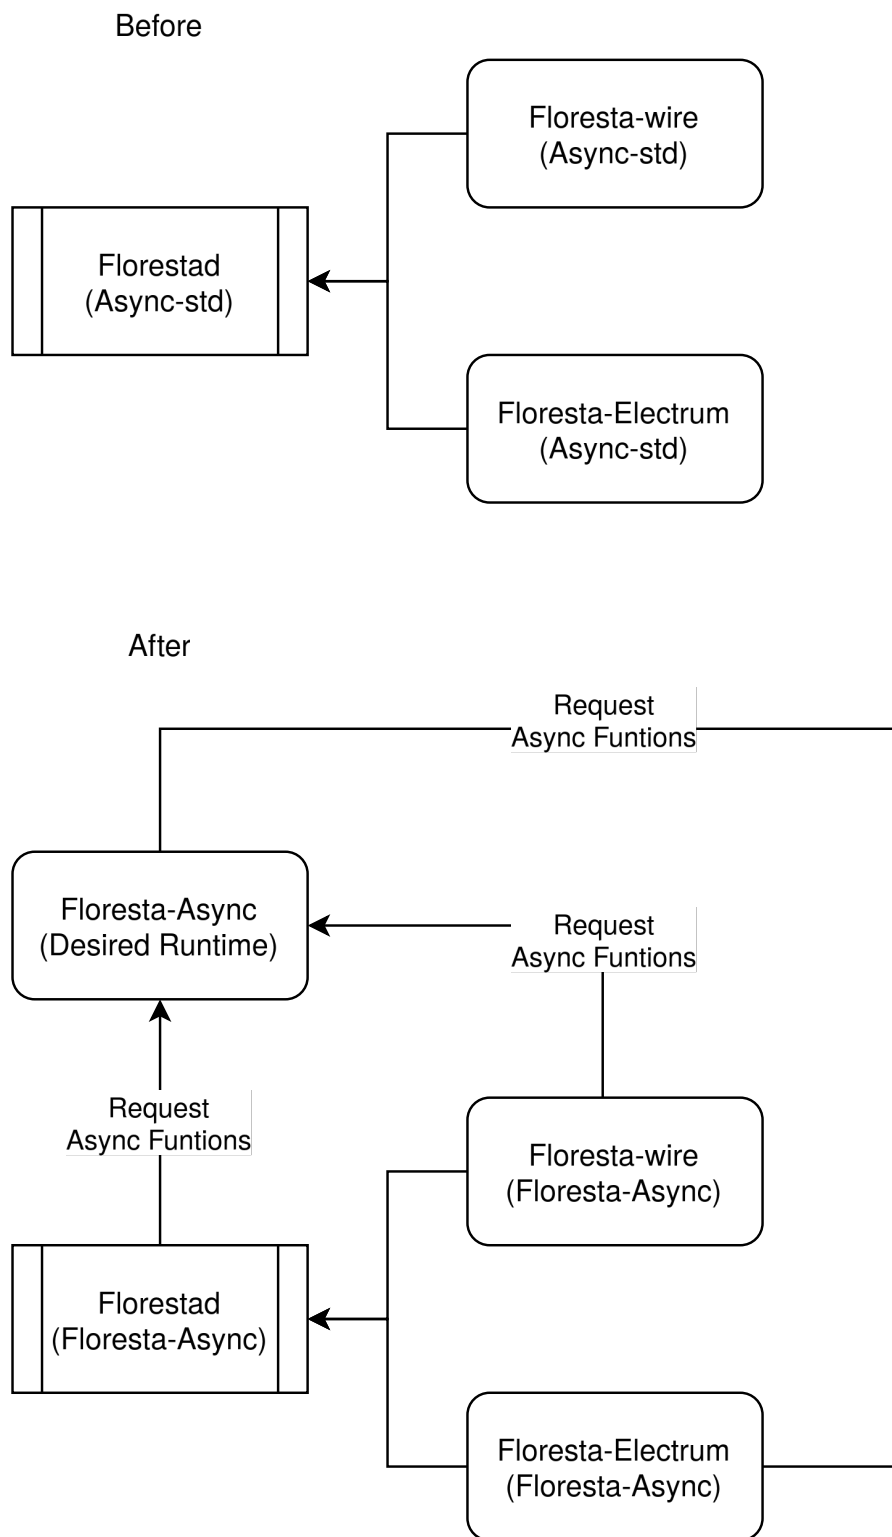 Before
Floresta-wire
(Async-std)
Florestad
(Async-std)
Floresta-Electrum
(Async-std)
After
Request
Async Funtions
Floresta-Async
(Desired Runtime)
Request
Async Funtions
Request
Async Funtions
Floresta-wire
(Floresta-Async)
Florestad
(Floresta-Async)
Floresta-Electrum
(Floresta-Async)